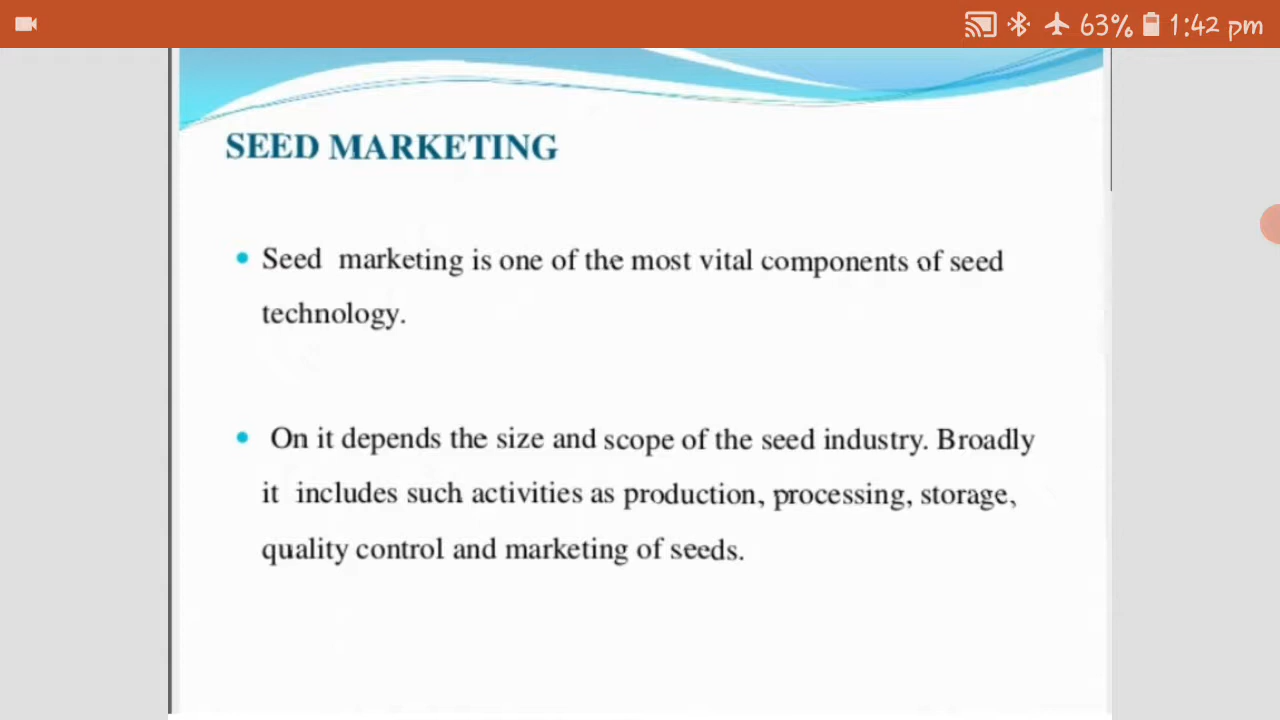 63% 1:42 pm
SEED MARKETING
• Seed marketing is one of the most vital components of seed
technology.
• On it depends the size and scope of the seed industry. Broadly
it includes such activities as production, processing, storage,
quality control and marketing of seeds.